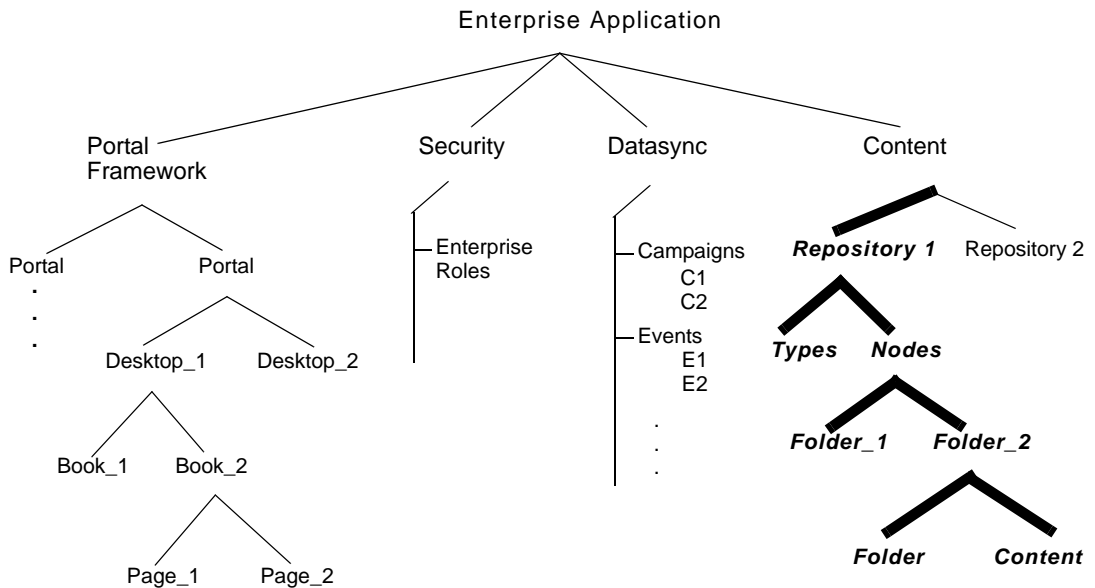 Enterprise Application
Portal
Framework
Security
Datasync
Content
Portal
Portal
Enterprise
Roles
Campaigns
C1
C2
Repository 1
Repository 2
Desktop_1
Desktop_2
Events
E1
E2
Types
Nodes
Book_1
Book_2
Folder_1
Folder_2
Page_1
Page_2
Folder
Content